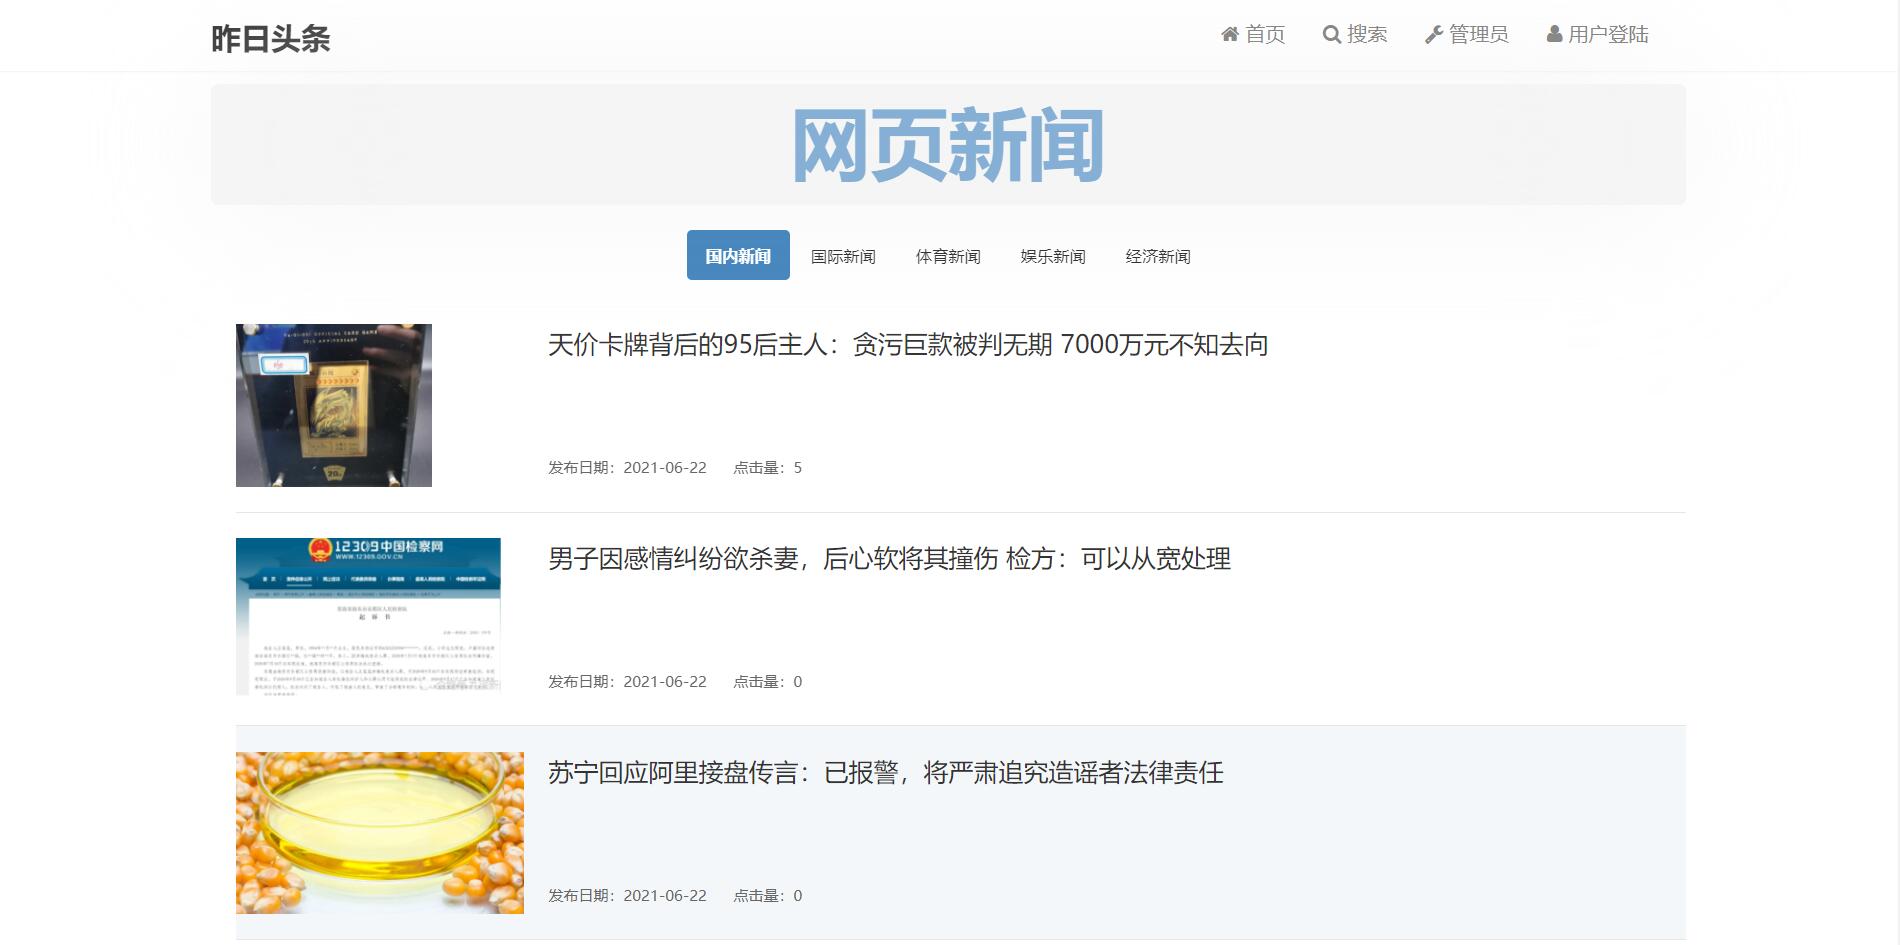 昨日头条
首页 搜索 管理员 用户登陆
网页新闻
国内新闻 国际新闻 体育新闻 娱乐新闻 经济新闻
天价卡牌背后的95后主人：贪污巨款被判无期 7000万元不知去向
发布日期：2021-06-22 点击量：5
12309中国检察网
WWW.12309.GOV.CN
起 诉 书
男子因感情纠纷欲杀妻，后心软将其撞伤 检方：可以从宽处理
发布日期：2021-06-22 点击量：0
苏宁回应阿里接盘传言：已报警，将严肃追究造谣者法律责任
发布日期：2021-06-22 点击量：0